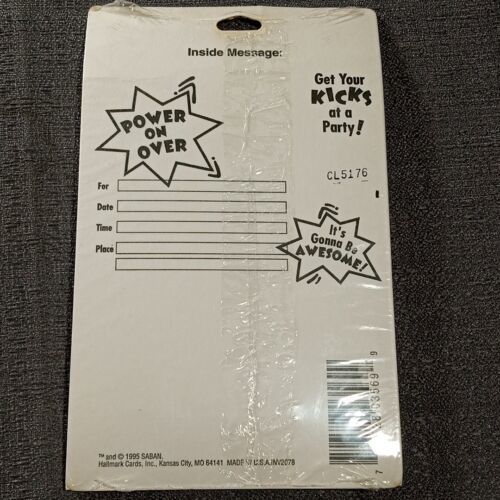 Inside Message:
POWER
ON
OVER
Get Your
KICKS
at a
Party!
CL5176
For
Date
Time
Place
It's
Gonna Be
AWESOME!
™ and © 1995 SABAN.
Hallmark Cards, Inc., Kansas City, MO 64141 MADE IN U.S.A.